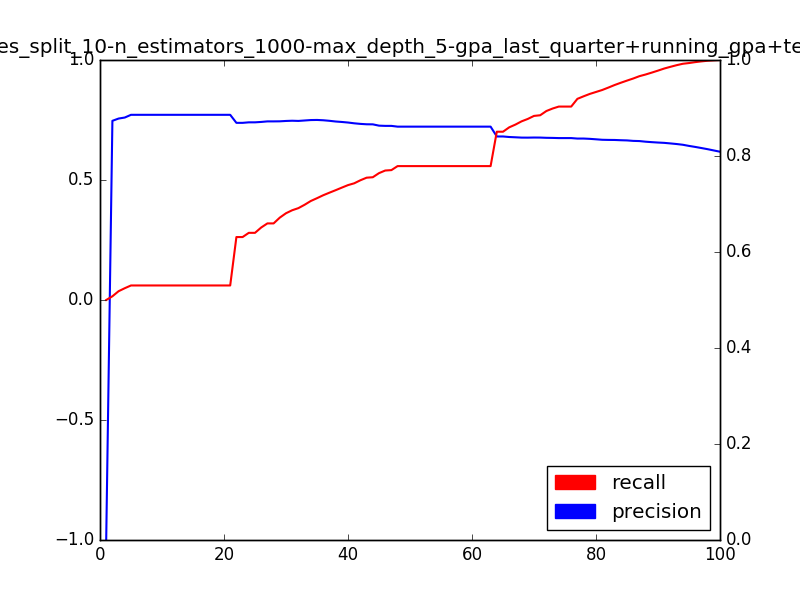 es_split_10-n_estimators_1000-max_depth_5-gpa_last_quarter+running_gpa+te
1.0
0.5
0.0
−0.5
−1.0
1.0
0.8
0.6
0.4
0.2
0.0
0 20 40 60 80 100
recall
precision